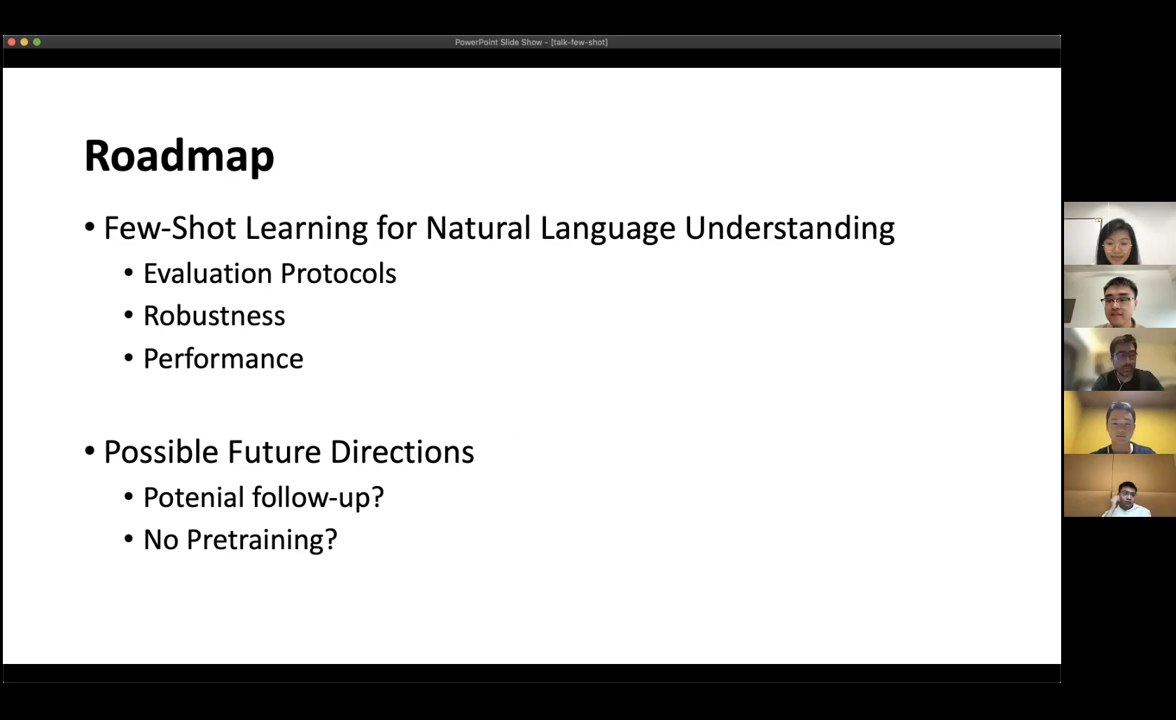 PowerPoint Slide Show - [talk-few-shot]
Roadmap
• Few-Shot Learning for Natural Language Understanding
• Evaluation Protocols
• Robustness
• Performance
• Possible Future Directions
• Potenial follow-up?
• No Pretraining?